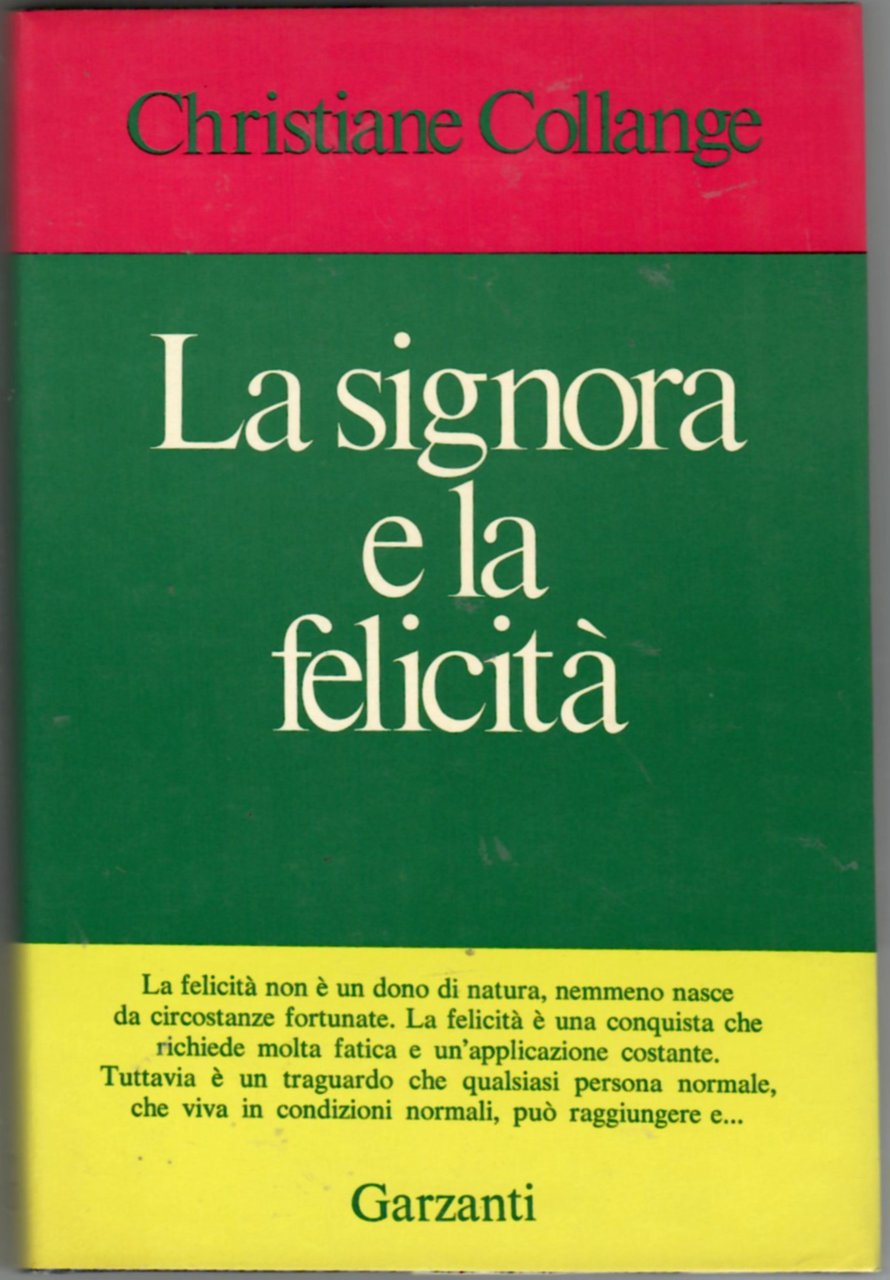 Christiane Collange
La signora
e la
felicità
La felicità non è un dono di natura, nemmeno nasce
da circostanze fortunate. La felicità è una conquista che
richiede molta fatica e un'applicazione costante.
Tuttavia è un traguardo che qualsiasi persona normale,
che viva in condizioni normali, può raggiungere e...
Garzanti